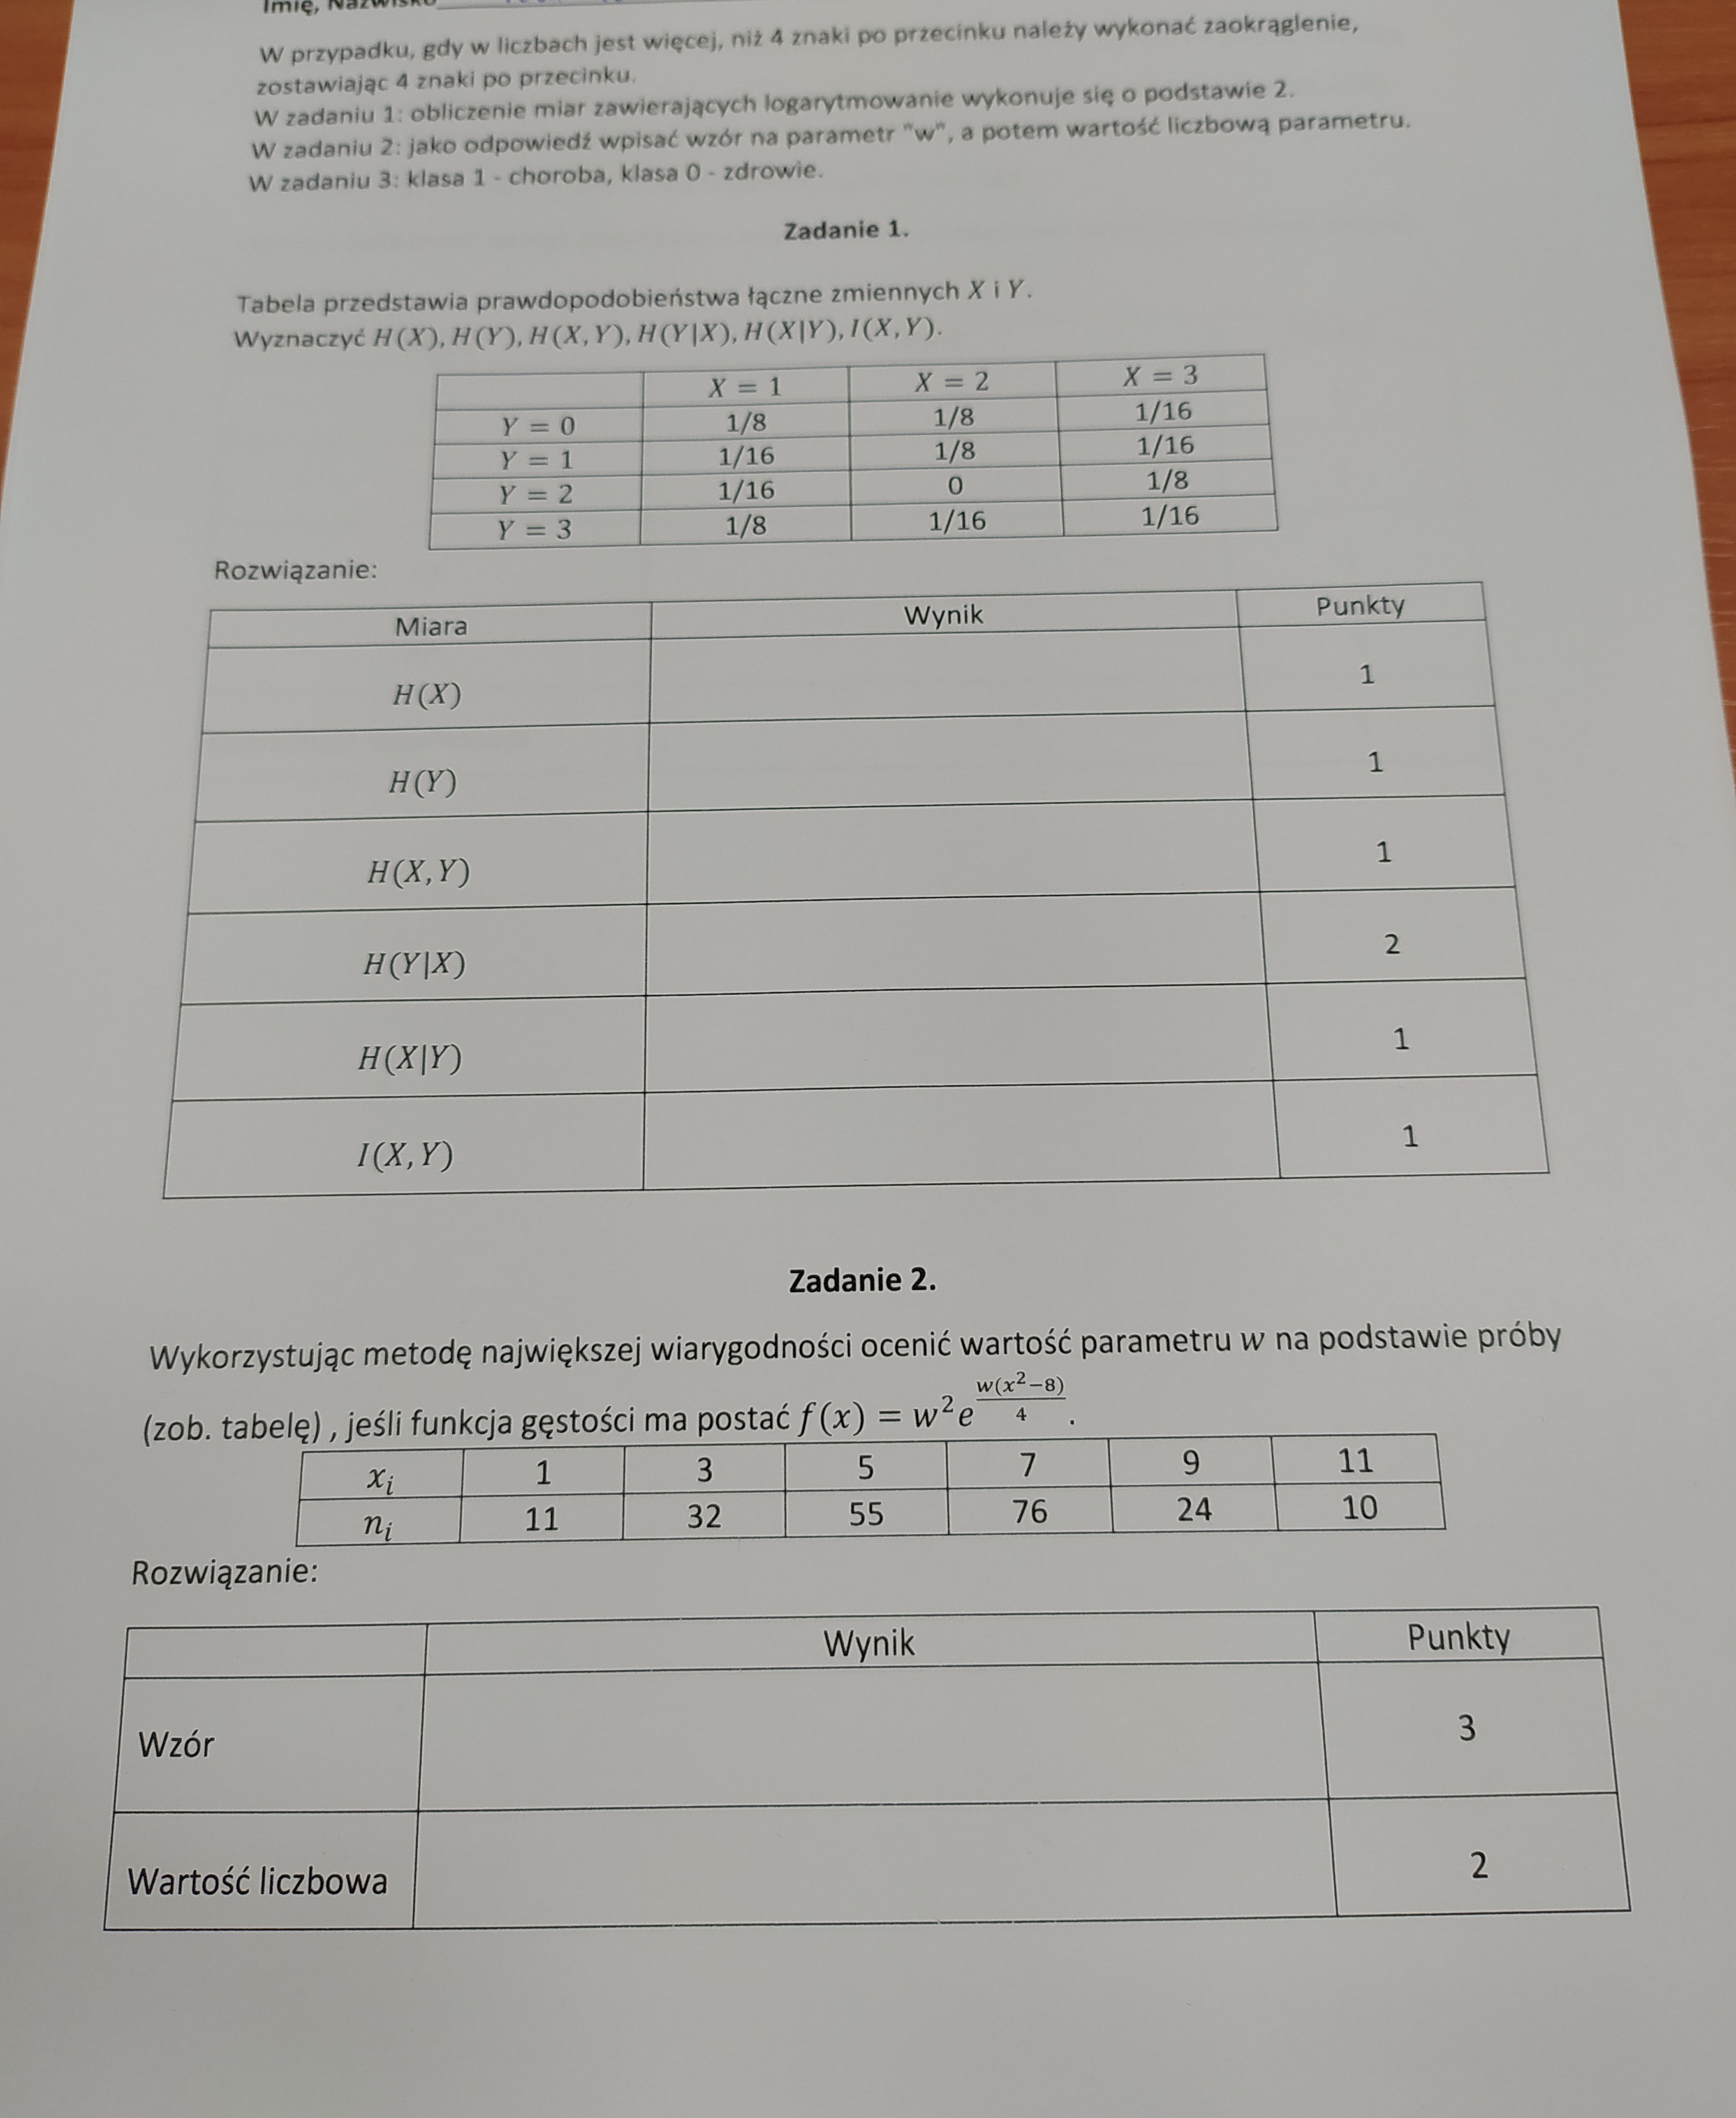 Imię, Nazwisko
W przypadku, gdy w liczbach jest więcej, niż 4 znaki po przecinku należy wykonać zaokrąglenie,
zostawiając 4 znaki po przecinku.
W zadaniu 1: obliczenie miar zawierających logarytmowanie wykonuje się o podstawie 2.
W zadaniu 2: jako odpowiedź wpisać wzór na parametr "w", a potem wartość liczbową parametru.
W zadaniu 3: klasa 1 - choroba, klasa 0 - zdrowie.
Zadanie 1.
Tabela przedstawia prawdopodobieństwa łączne zmiennych X i Y.
Wyznaczyć H(X), H(Y), H(X,Y), H(Y|X), H(X|Y), I(X,Y).
X = 1 X = 2 X = 3
Y = 0 1/8 1/8 1/16
Y = 1 1/16 1/8 1/16
Y = 2 1/16 0 1/8
Y = 3 1/8 1/16 1/16
Rozwiązanie:
Miara Wynik Punkty
H(X) 1
H(Y) 1
H(X,Y) 1
H(Y|X) 2
H(X|Y) 1
I(X,Y) 1
Zadanie 2.
Wykorzystując metodę największej wiarygodności ocenić wartość parametru w na podstawie próby
(zob. tabelę) , jeśli funkcja gęstości ma postać f(x) = w²e^(w(x²−8)/4).
xᵢ 1 3 5 7 9 11
nᵢ 11 32 55 76 24 10
Rozwiązanie:
Wynik Punkty
Wzór 3
Wartość liczbowa 2